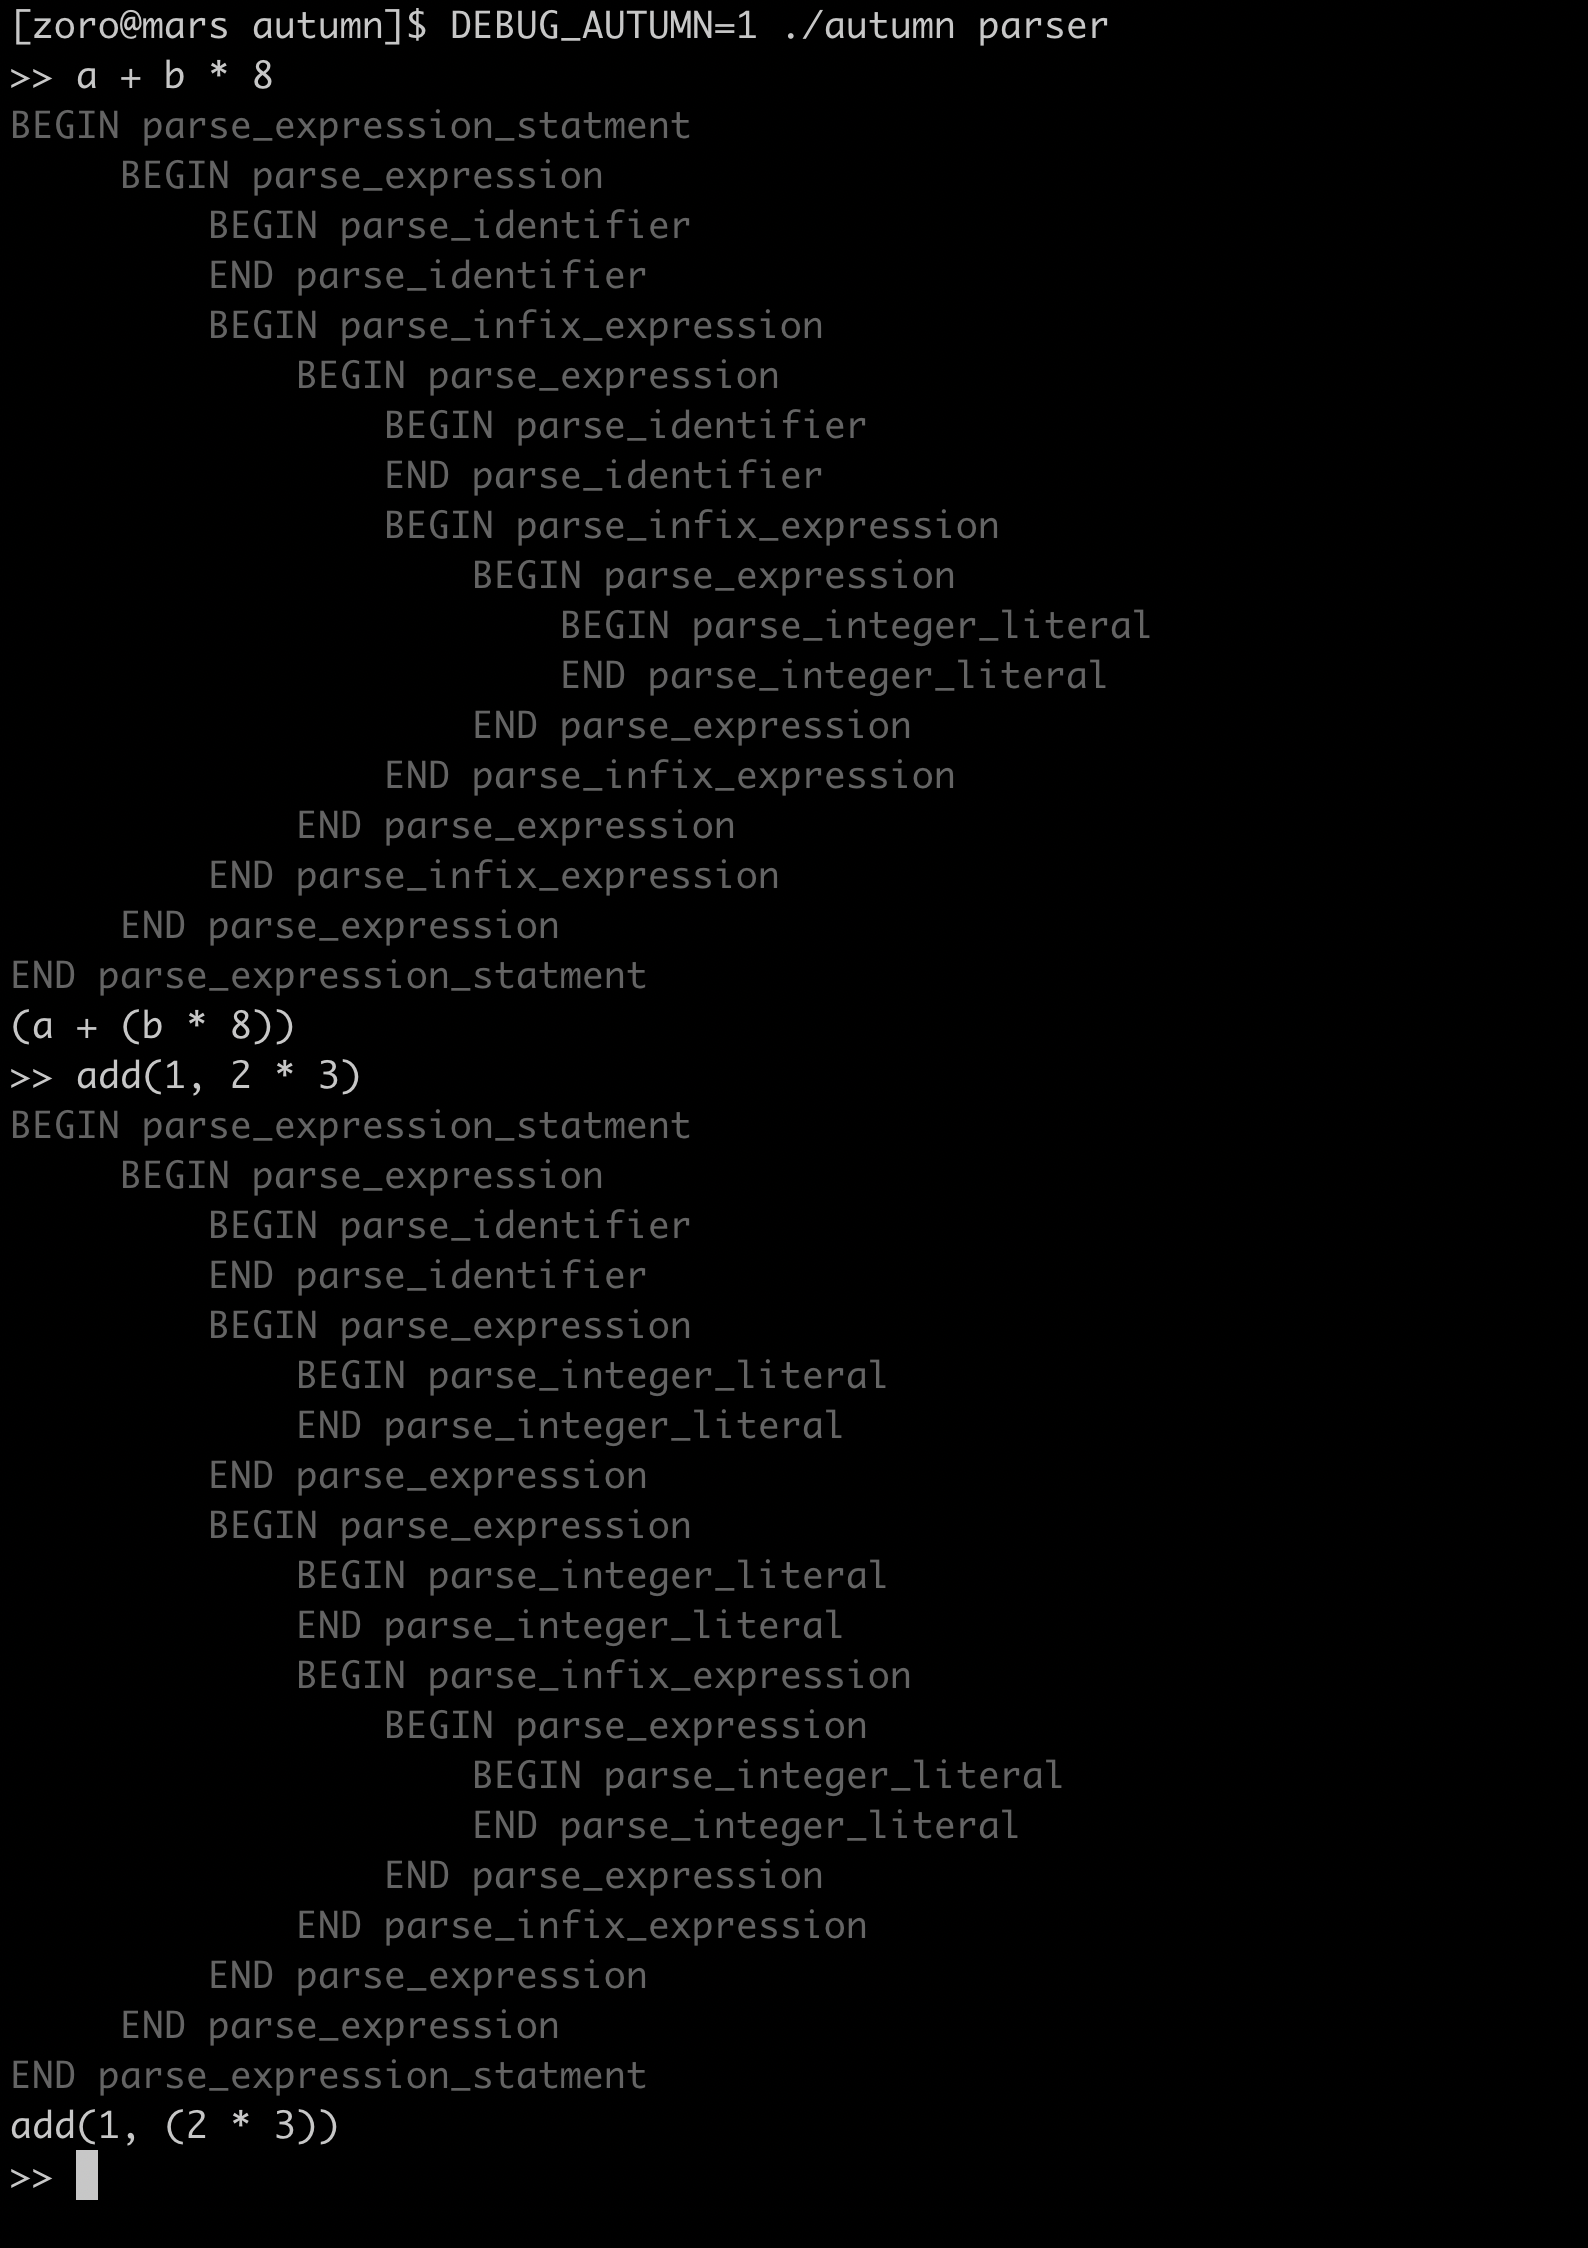 [zoro@mars autumn]$ DEBUG_AUTUMN=1 ./autumn parser
>> a + b * 8
BEGIN parse_expression_statment
     BEGIN parse_expression
         BEGIN parse_identifier
         END parse_identifier
         BEGIN parse_infix_expression
             BEGIN parse_expression
                 BEGIN parse_identifier
                 END parse_identifier
                 BEGIN parse_infix_expression
                     BEGIN parse_expression
                         BEGIN parse_integer_literal
                         END parse_integer_literal
                     END parse_expression
                 END parse_infix_expression
             END parse_expression
         END parse_infix_expression
     END parse_expression
END parse_expression_statment
(a + (b * 8))
>> add(1, 2 * 3)
BEGIN parse_expression_statment
     BEGIN parse_expression
         BEGIN parse_identifier
         END parse_identifier
         BEGIN parse_expression
             BEGIN parse_integer_literal
             END parse_integer_literal
         END parse_expression
         BEGIN parse_expression
             BEGIN parse_integer_literal
             END parse_integer_literal
             BEGIN parse_infix_expression
                 BEGIN parse_expression
                     BEGIN parse_integer_literal
                     END parse_integer_literal
                 END parse_expression
             END parse_infix_expression
         END parse_expression
     END parse_expression
END parse_expression_statment
add(1, (2 * 3))
>>